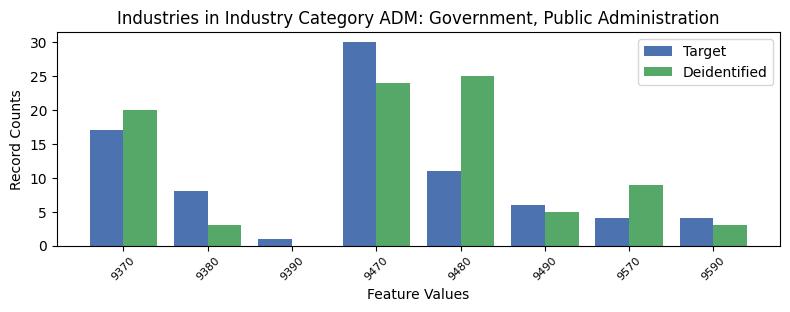 Industries in Industry Category ADM: Government, Public Administration
Target
Deidentified
Record Counts
30
25
20
15
10
5
0
9370 9380 9390 9470 9480 9490 9570 9590
Feature Values